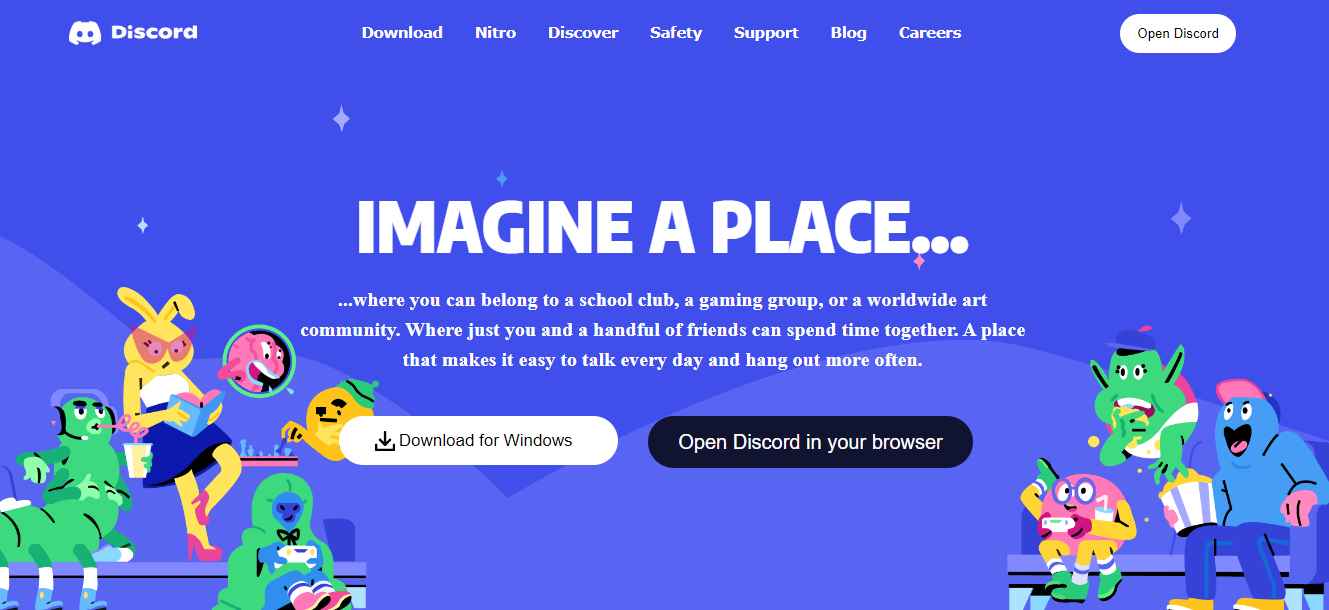 Discord
Download Nitro Discover Safety Support Blog Careers
Open Discord
IMAGINE A PLACE...
...where you can belong to a school club, a gaming group, or a worldwide art
community. Where just you and a handful of friends can spend time together. A place
that makes it easy to talk every day and hang out more often.
Download for Windows
Open Discord in your browser